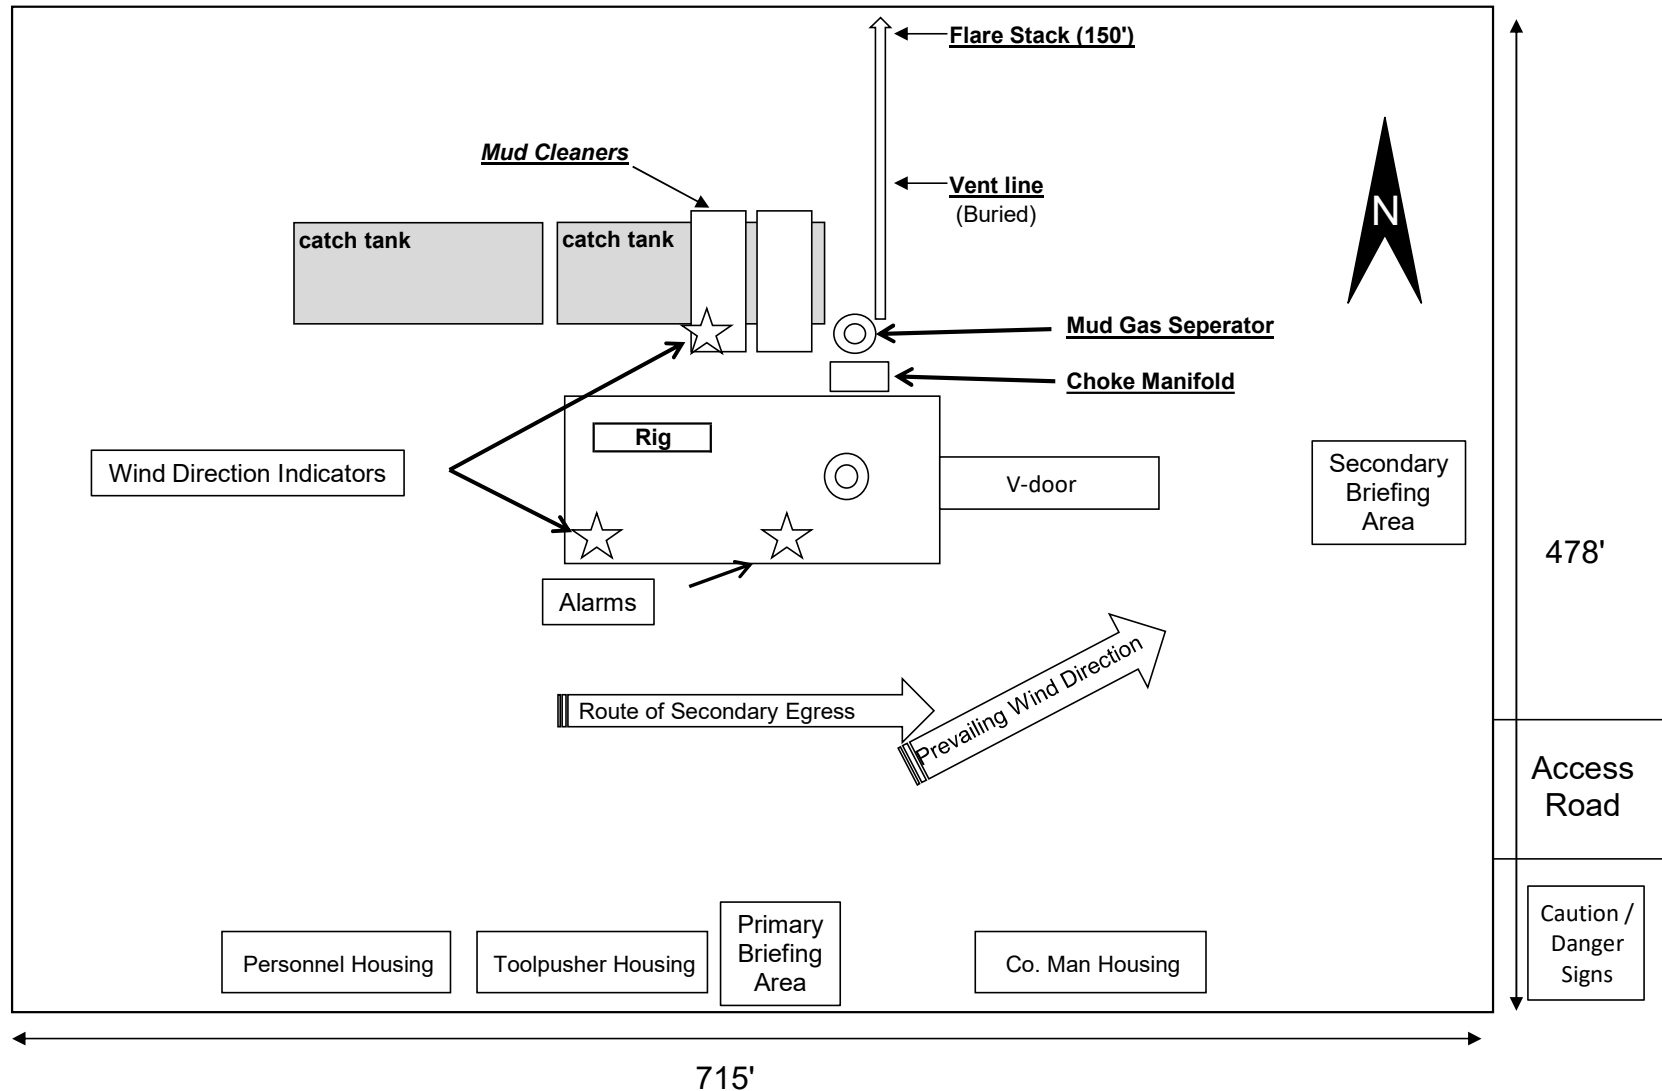 Flare Stack (150')
Mud Cleaners
Vent line
(Buried)
N
catch tank
catch tank
Mud Gas Seperator
Choke Manifold
Rig
Wind Direction Indicators
V-door
Secondary
Briefing
Area
478'
Alarms
Prevailing Wind Direction
Route of Secondary Egress
Access
Road
Personnel Housing
Toolpusher Housing
Primary
Briefing
Area
Co. Man Housing
Caution /
Danger
Signs
715'